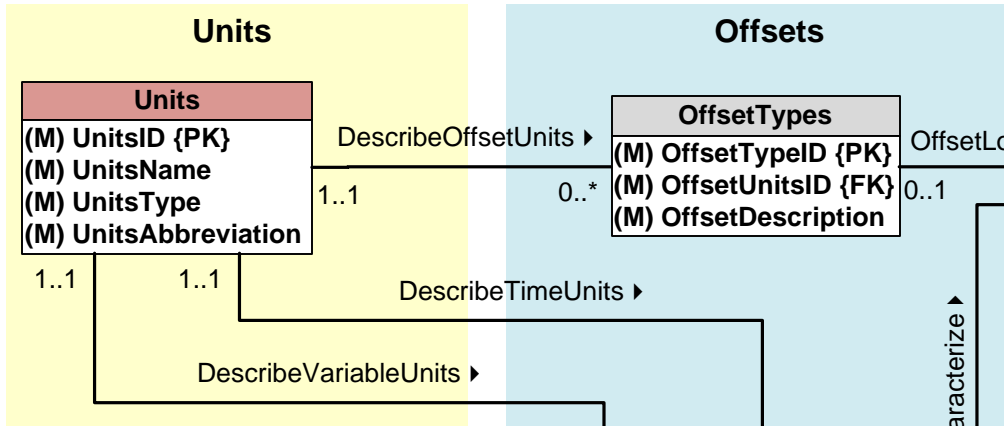 Units
Offsets
Units
(M) UnitsID {PK}
(M) UnitsName
(M) UnitsType
(M) UnitsAbbreviation
DescribeOffsetUnits
1..1
0..*
OffsetTypes
(M) OffsetTypeID {PK}
(M) OffsetUnitsID {FK}
(M) OffsetDescription
0..1
1..1
1..1
DescribeTimeUnits
DescribeVariableUnits